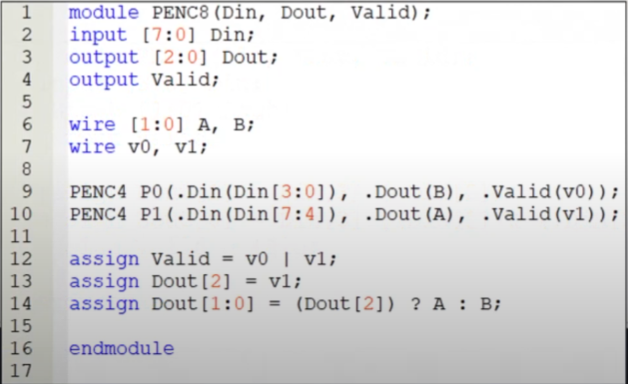 1 module PENC8(Din, Dout, Valid);
2 input [7:0] Din;
3 output [2:0] Dout;
4 output Valid;
5
6 wire [1:0] A, B;
7 wire v0, v1;
8
9 PENC4 P0(.Din(Din[3:0]), .Dout(B), .Valid(v0));
10 PENC4 P1(.Din(Din[7:4]), .Dout(A), .Valid(v1));
11
12 assign Valid = v0 | v1;
13 assign Dout[2] = v1;
14 assign Dout[1:0] = (Dout[2]) ? A : B;
15
16 endmodule
17